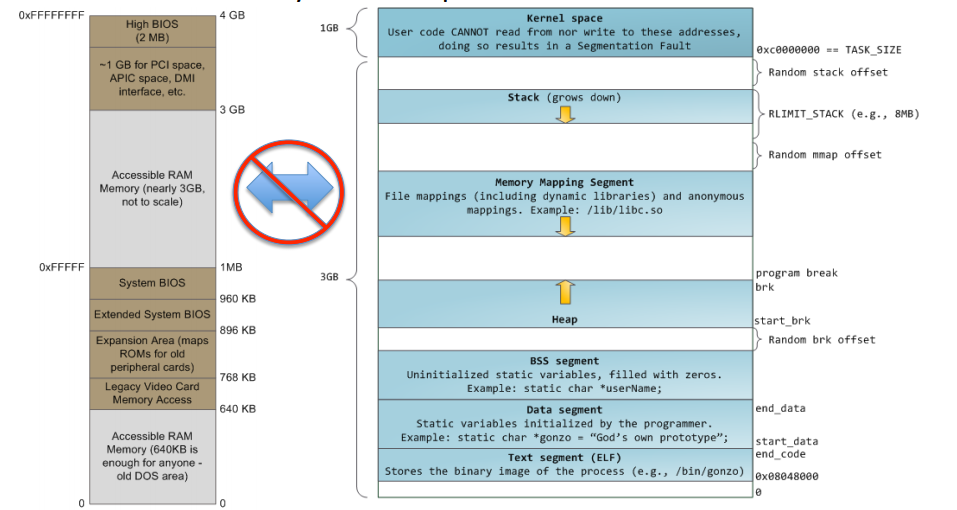 0xFFFFFFFF
4 GB
High BIOS
(2 MB)
~1 GB for PCI space,
APIC space, DMI
interface, etc.
3 GB
Accessible RAM
Memory (nearly 3GB,
not to scale)
0xFFFFF
1MB
System BIOS
960 KB
Extended System BIOS
896 KB
Expansion Area (maps
ROMs for old
peripheral cards)
768 KB
Legacy Video Card
Memory Access
640 KB
Accessible RAM
Memory (640KB is
enough for anyone -
old DOS area)
0
0
1GB
Kernel space
User code CANNOT read from nor write to these addresses,
doing so results in a Segmentation Fault
0xc0000000 == TASK_SIZE
Random stack offset
Stack (grows down)
RLIMIT_STACK (e.g., 8MB)
Random mmap offset
Memory Mapping Segment
File mappings (including dynamic libraries) and anonymous
mappings. Example: /lib/libc.so
3GB
program break
brk
Heap
start_brk
Random brk offset
BSS segment
Uninitialized static variables, filled with zeros.
Example: static char *userName;
Data segment
Static variables initialized by the programmer.
Example: static char *gonzo = “God’s own prototype”;
end_data
start_data
end_code
Text segment (ELF)
Stores the binary image of the process (e.g., /bin/gonzo)
0x08048000
0